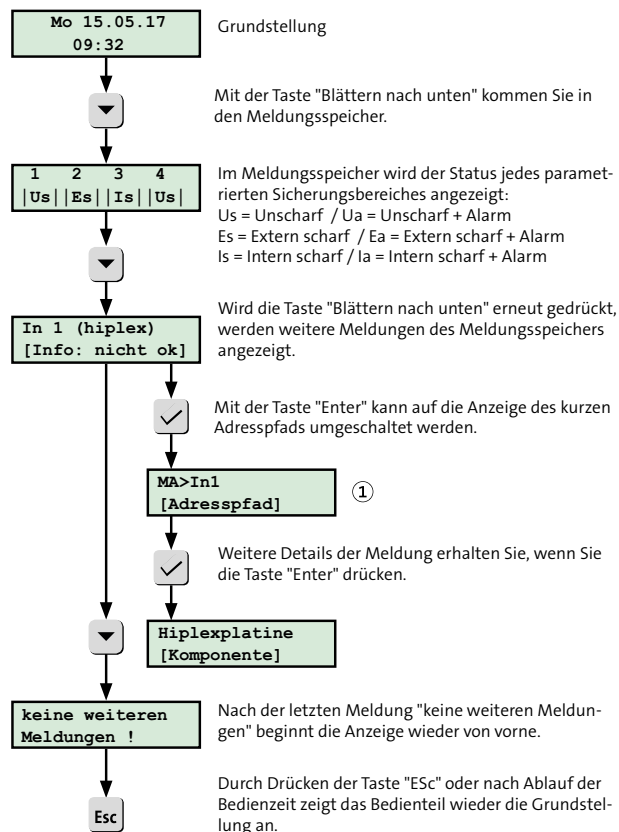 Mo 15.05.17
09:32
Grundstellung
Mit der Taste "Blättern nach unten" kommen Sie in
den Meldungsspeicher.
1 2 3 4
|Us||Es||Is||Us|
Im Meldungsspeicher wird der Status jedes paramet-
rierten Sicherungsbereiches angezeigt:
Us = Unscharf / Ua = Unscharf + Alarm
Es = Extern scharf / Ea = Extern scharf + Alarm
Is = Intern scharf / Ia = Intern scharf + Alarm
In 1 (hiplex)
[Info: nicht ok]
Wird die Taste "Blättern nach unten" erneut gedrückt,
werden weitere Meldungen des Meldungsspeichers
angezeigt.
Mit der Taste "Enter" kann auf die Anzeige des kurzen
Adresspfads umgeschaltet werden.
MA>In1
[Adresspfad]
①
Weitere Details der Meldung erhalten Sie, wenn Sie
die Taste "Enter" drücken.
Hiplexplatine
[Komponente]
keine weiteren
Meldungen !
Nach der letzten Meldung "keine weiteren Meldun-
gen" beginnt die Anzeige wieder von vorne.
Esc
Durch Drücken der Taste "ESc" oder nach Ablauf der
Bedienzeit zeigt das Bedienteil wieder die Grundstel-
lung an.